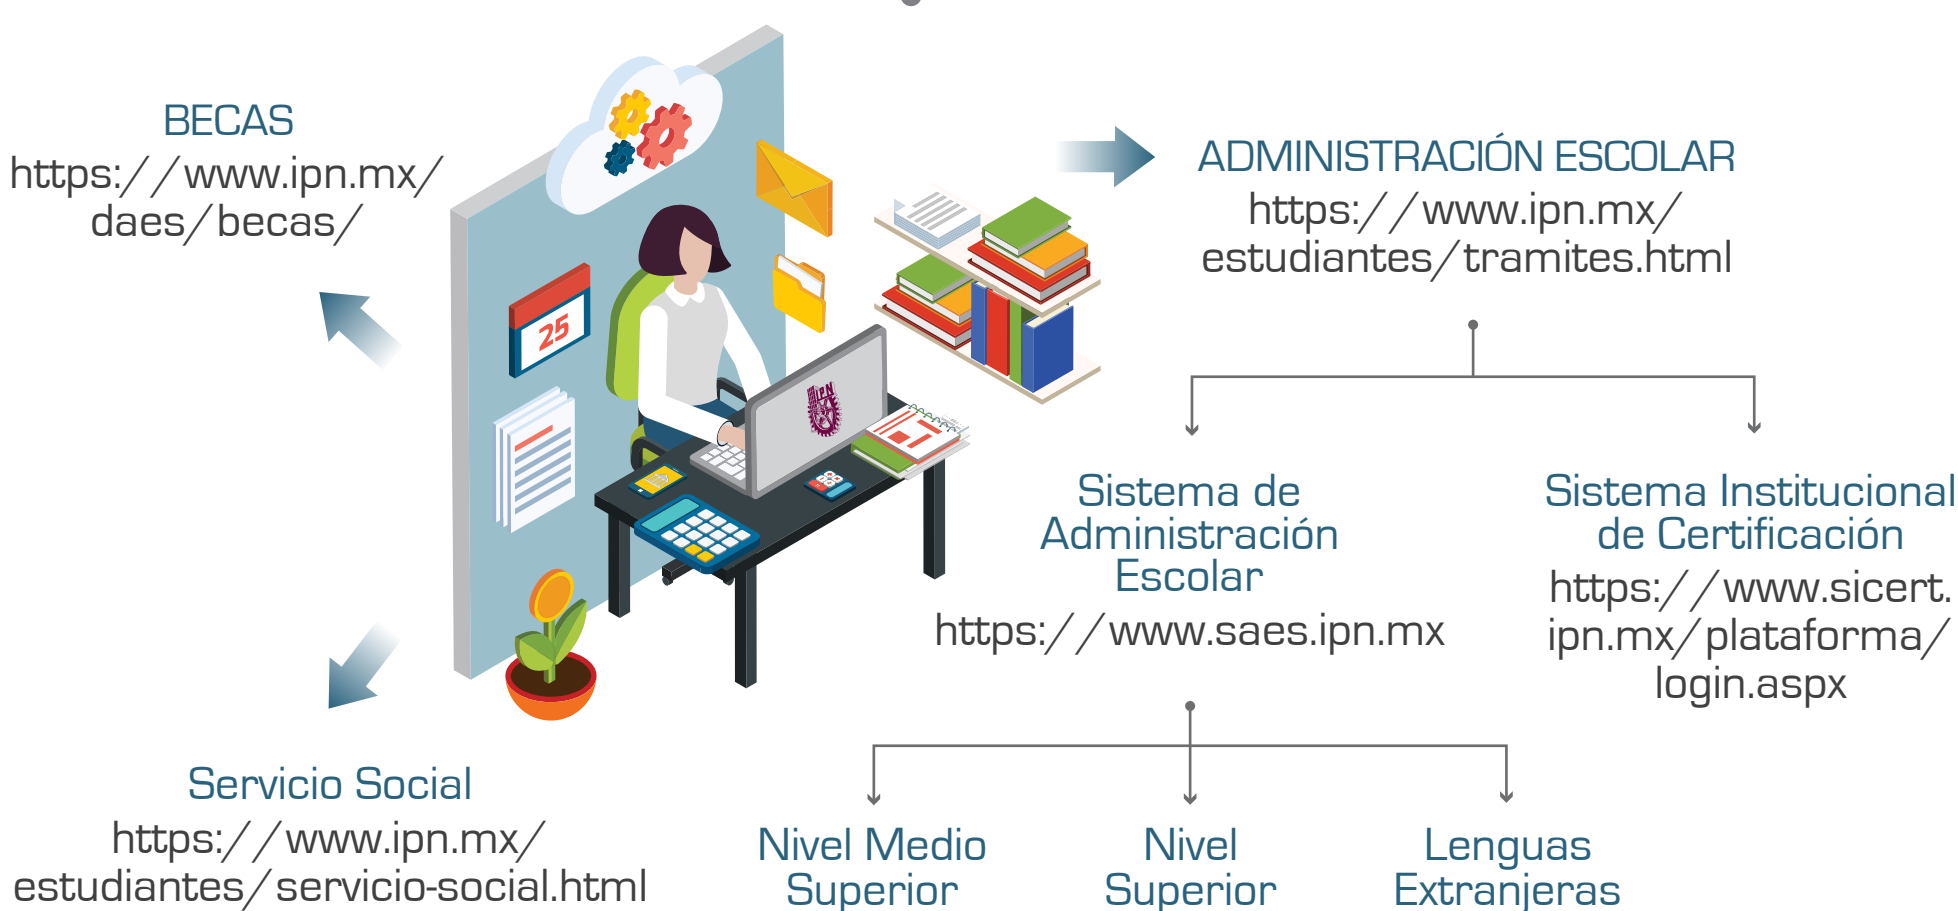 BECAS
https://www.ipn.mx/
daes/becas/
ADMINISTRACIÓN ESCOLAR
https://www.ipn.mx/
estudiantes/tramites.html
25
IPN
Sistema de
Administración
Escolar
https://www.saes.ipn.mx
Sistema Institucional
de Certificación
https://www.sicert.
ipn.mx/plataforma/
login.aspx
Servicio Social
https://www.ipn.mx/
estudiantes/servicio-social.html
Nivel Medio
Superior
Nivel
Superior
Lenguas
Extranjeras